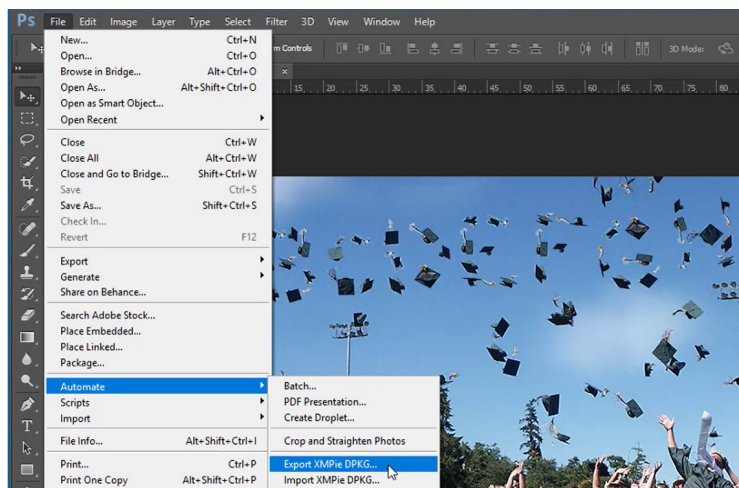 Ps File Edit Image Layer Type Select Filter 3D View Window Help
m Controls 3D Mode:
15 20 25 30 35 40 45 50 55 60 65 70 75 80
New... Ctrl+N
Open... Ctrl+O
Browse in Bridge... Alt+Ctrl+O
Open As... Alt+Shift+Ctrl+O
Open as Smart Object...
Open Recent
Close Ctrl+W
Close All Alt+Ctrl+W
Close and Go to Bridge... Shift+Ctrl+W
Save Ctrl+S
Save As... Shift+Ctrl+S
Check In...
Revert F12
Export
Generate
Share on Behance...
Search Adobe Stock...
Place Embedded...
Place Linked...
Package...
Automate
Scripts
Import
File Info... Alt+Shift+Ctrl+I
Print... Ctrl+P
Print One Copy Alt+Shift+Ctrl+P
Batch...
PDF Presentation...
Create Droplet...
Crop and Straighten Photos
Export XMPie DPKG...
Import XMPie DPKG...